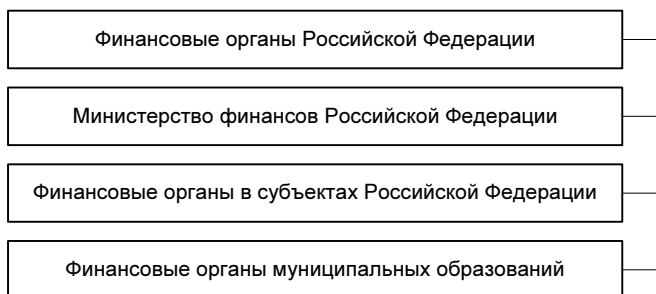 Финансовые органы Российской Федерации
Министерство финансов Российской Федерации
Финансовые органы в субъектах Российской Федерации
Финансовые органы муниципальных образований